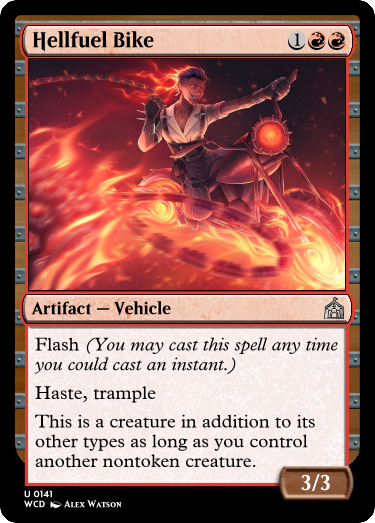 Hellfuel Bike 1
Artifact — Vehicle
Flash (You may cast this spell any time
you could cast an instant.)
Haste, trample
This is a creature in addition to its
other types as long as you control
another nontoken creature.
3/3
U 0141
WCD Alex Watson